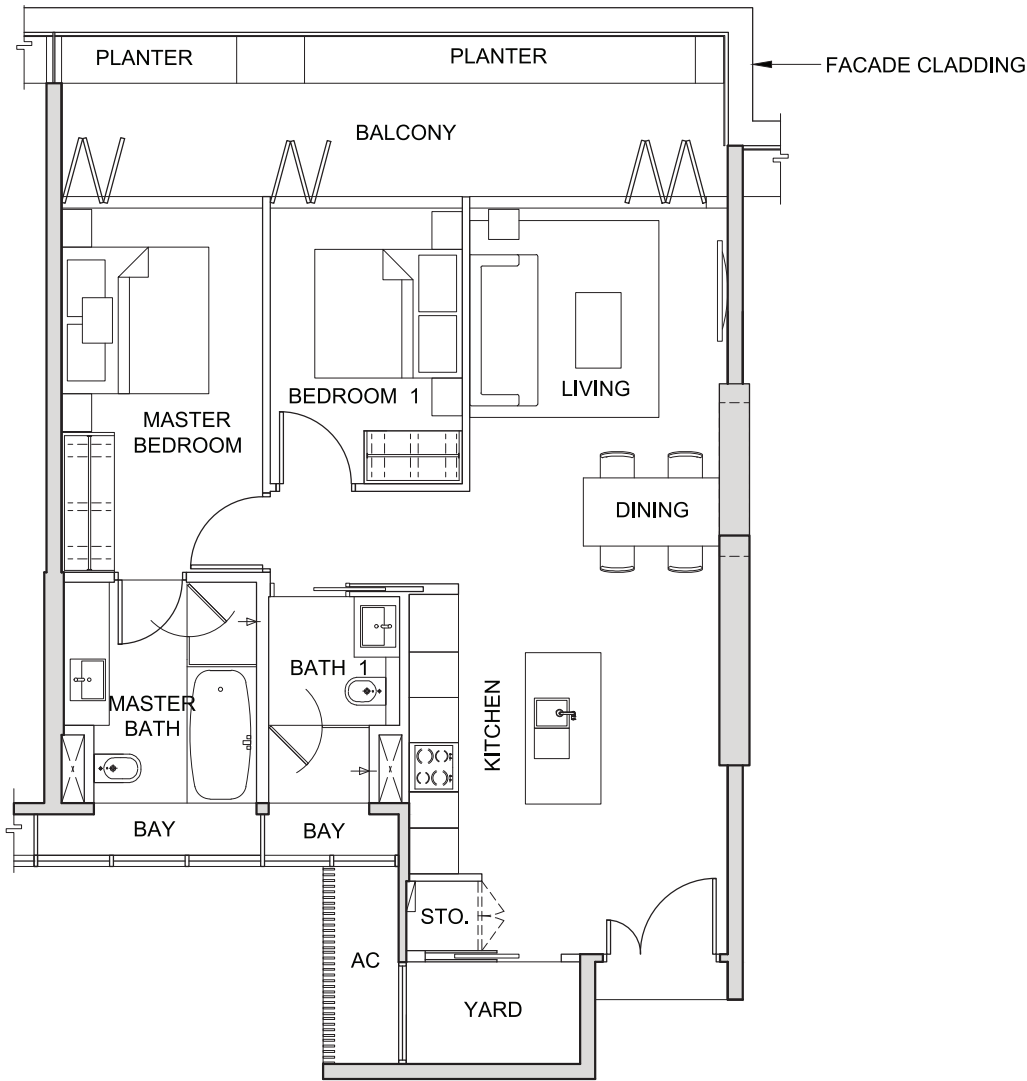 PLANTER
PLANTER
FACADE CLADDING
BALCONY
BEDROOM 1
LIVING
MASTER
BEDROOM
DINING
BATH 1
KITCHEN
MASTER
BATH
BAY
BAY
STO.
AC
YARD